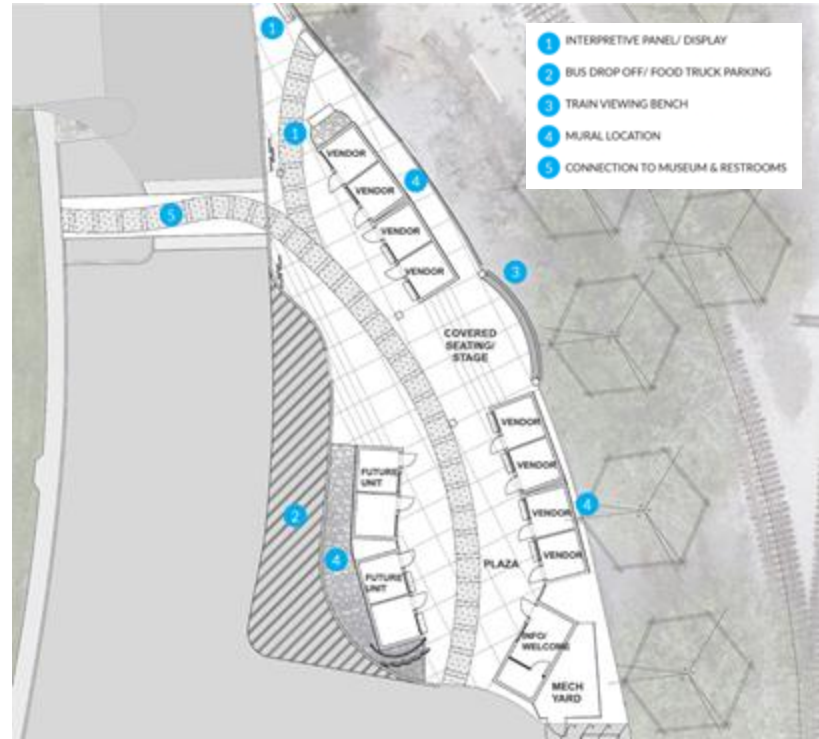 1 INTERPRETIVE PANEL/ DISPLAY
2 BUS DROP OFF/ FOOD TRUCK PARKING
3 TRAIN VIEWING BENCH
4 MURAL LOCATION
5 CONNECTION TO MUSEUM & RESTROOMS
1
1
VENDOR
4
VENDOR
5
VENDOR
VENDOR
3
COVERED
SEATING/
STAGE
VENDOR
VENDOR
FUTURE
UNIT
2
VENDOR
4
4
VENDOR
PLAZA
FUTURE
UNIT
INFO/
WELCOME
MECH
YARD